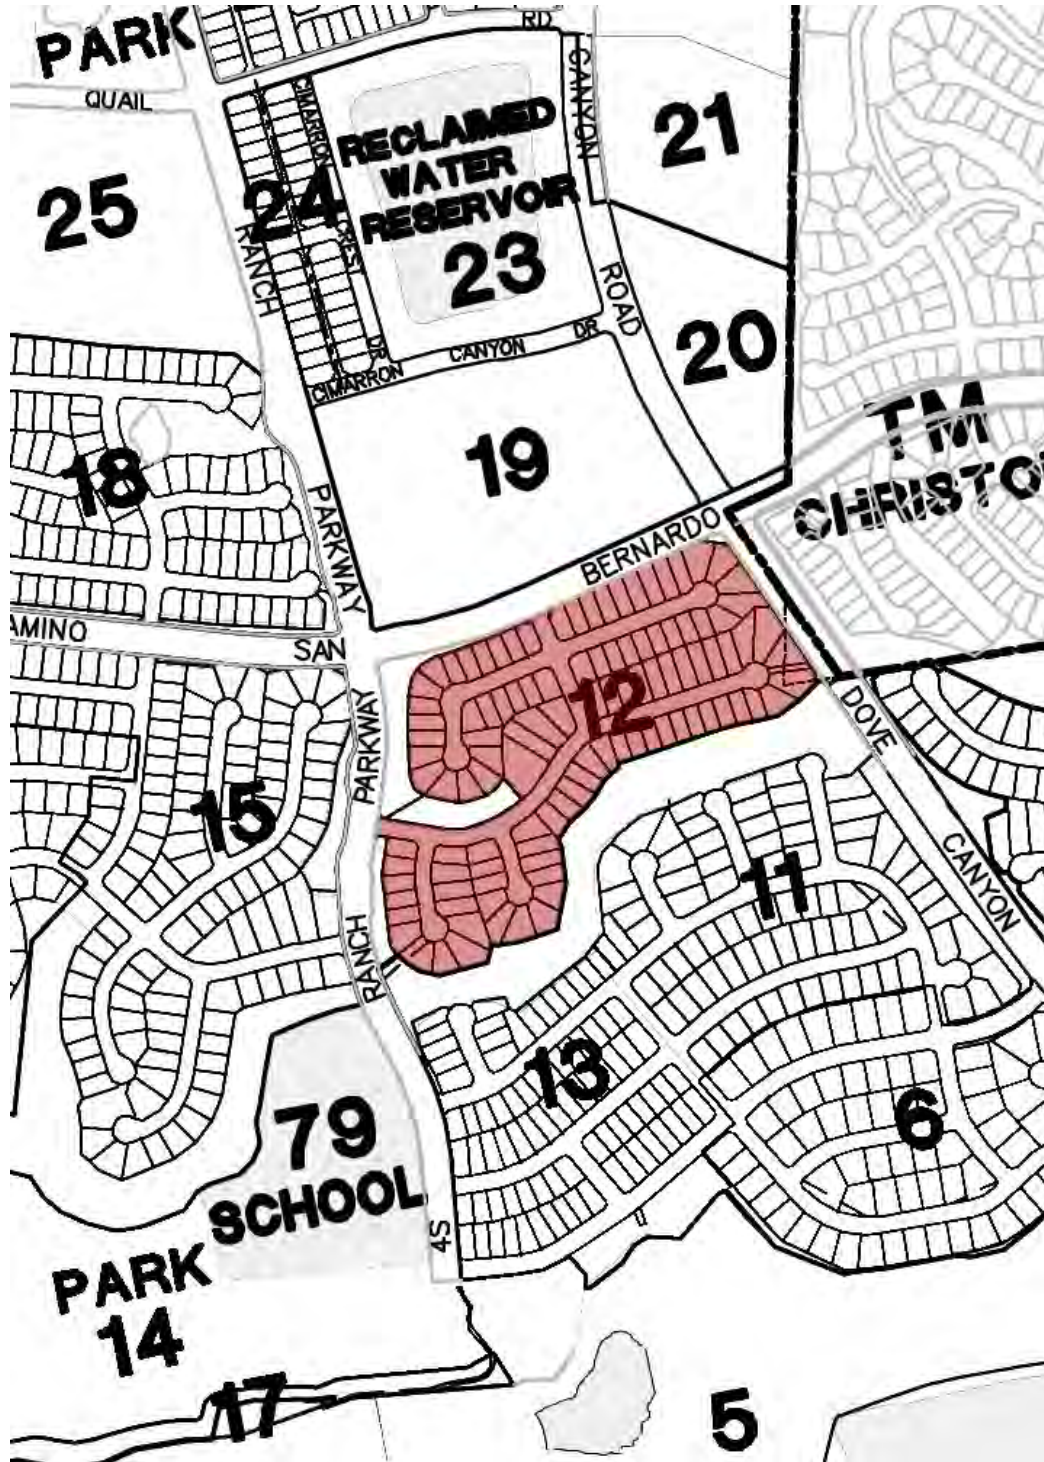 PARK
RD
QUAIL
CIMARRON
CREST
DR
CANYON
ROAD
RECLAIMED
WATER
RESERVOIR
23
21
25
24
RANCH
20
CIMARRON
CANYON
DR
TM
19
18
PARKWAY
BERNARDO
AMINO
SAN
12
PARKWAY
DOVE
CANYON
15
11
RANCH
13
79
SCHOOL
6
4S
PARK
14
17
5